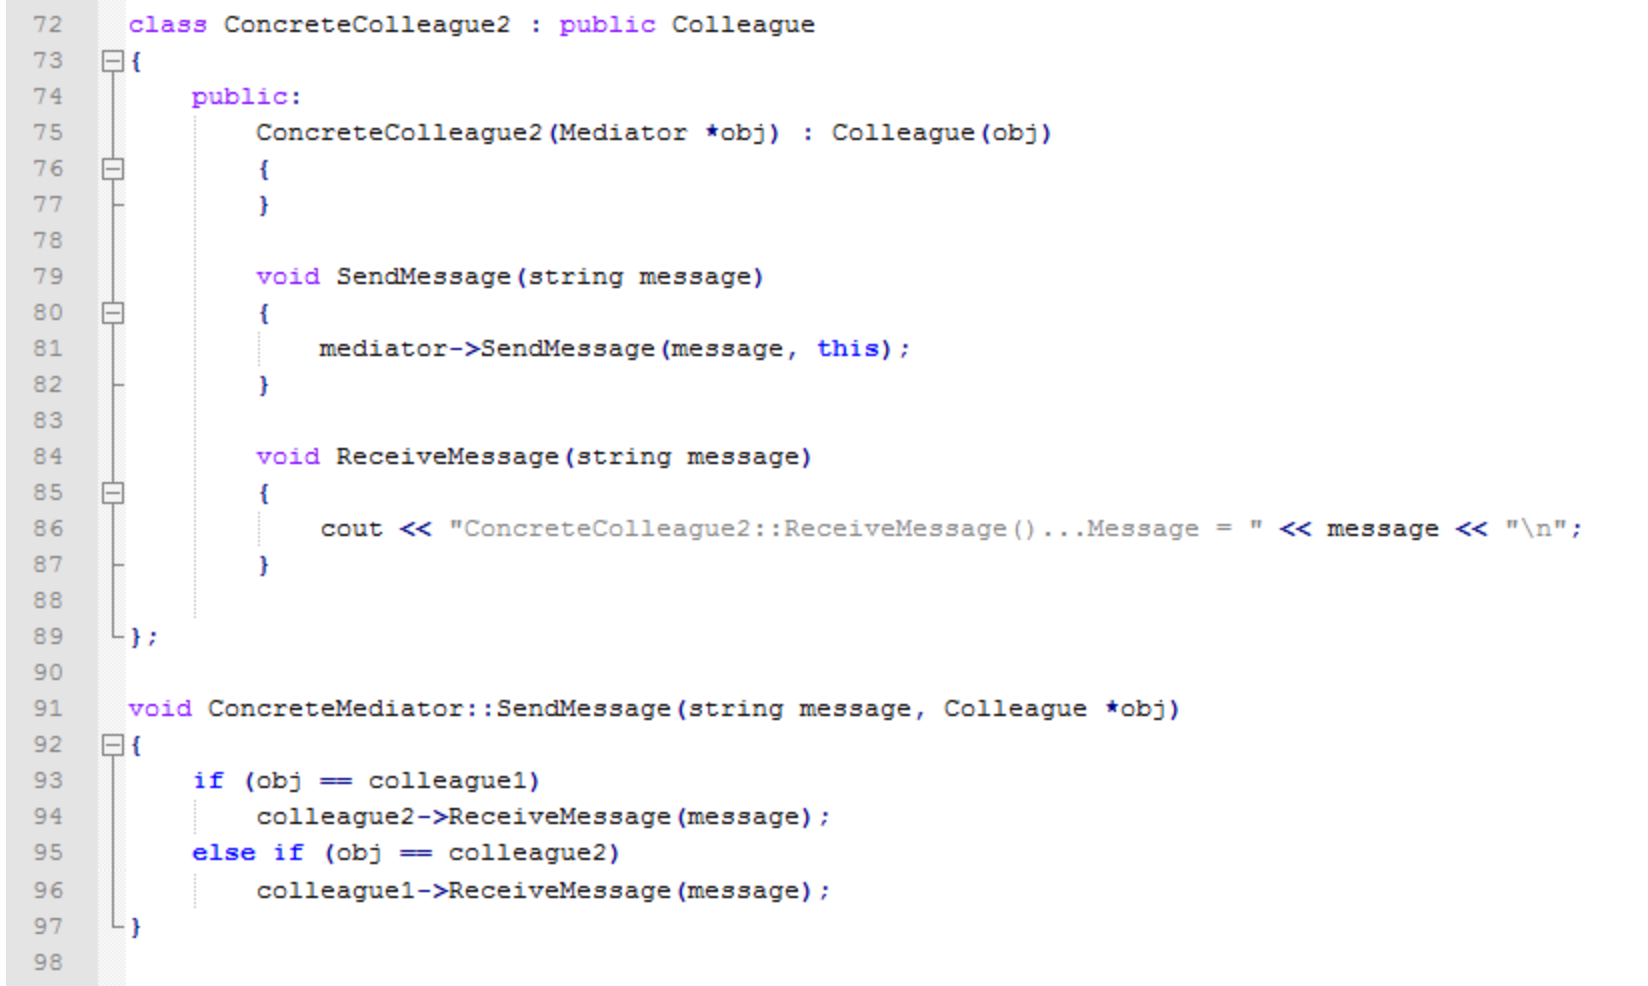 72 class ConcreteColleague2 : public Colleague
73 {
74     public:
75         ConcreteColleague2(Mediator *obj) : Colleague(obj)
76         {
77         }
78
79         void SendMessage(string message)
80         {
81             mediator->SendMessage(message, this);
82         }
83
84         void ReceiveMessage(string message)
85         {
86             cout << "ConcreteColleague2::ReceiveMessage()...Message = " << message << "\n";
87         }
88
89 };
90
91 void ConcreteMediator::SendMessage(string message, Colleague *obj)
92 {
93     if (obj == colleague1)
94         colleague2->ReceiveMessage(message);
95     else if (obj == colleague2)
96         colleague1->ReceiveMessage(message);
97 }
98